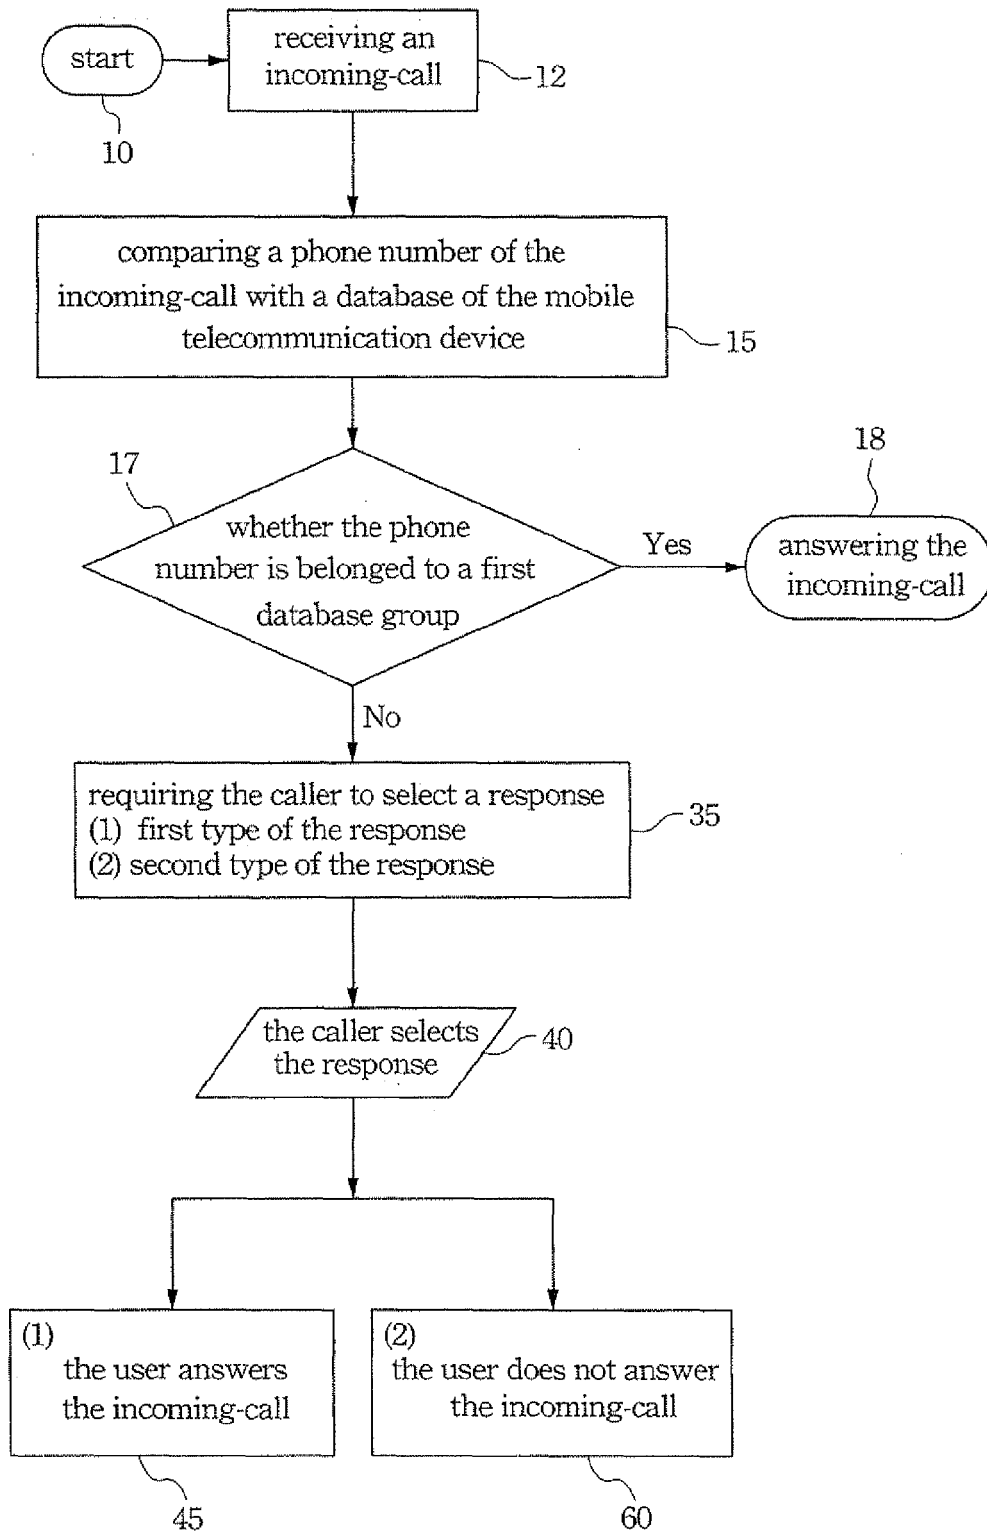 start
receiving an
incoming-call
12
10
comparing a phone number of the
incoming-call with a database of the mobile
telecommunication device
15
17
whether the phone
number is belonged to a first
database group
Yes
18
answering the
incoming-call
No
requiring the caller to select a response
(1) first type of the response
(2) second type of the response
35
the caller selects
the response
40
(1)
the user answers
the incoming-call
45
(2)
the user does not answer
the incoming-call
60